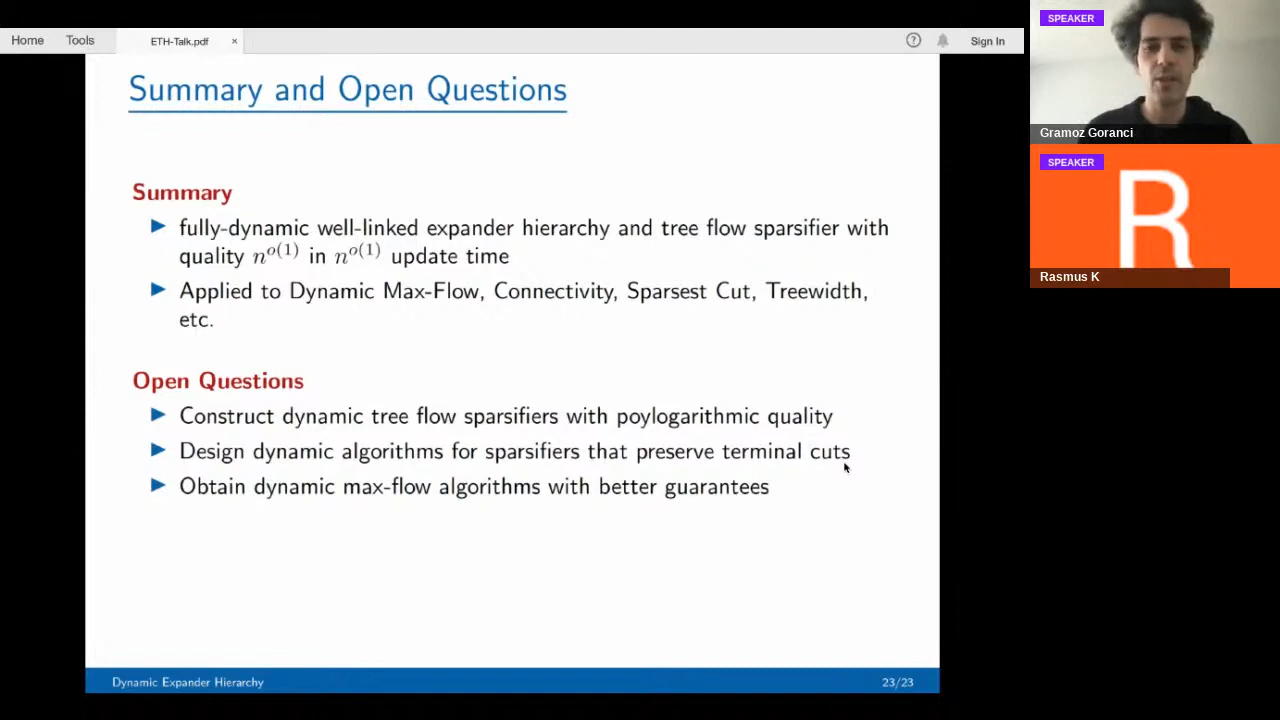 Home Tools ETH-Talk.pdf × ? Sign In
Summary and Open Questions
Summary
fully-dynamic well-linked expander hierarchy and tree flow sparsifier with
quality n^{o(1)} in n^{o(1)} update time
Applied to Dynamic Max-Flow, Connectivity, Sparsest Cut, Treewidth,
etc.
Open Questions
Construct dynamic tree flow sparsifiers with poylogarithmic quality
Design dynamic algorithms for sparsifiers that preserve terminal cuts
Obtain dynamic max-flow algorithms with better guarantees
Dynamic Expander Hierarchy 23/23
SPEAKER
Gramoz Goranci
SPEAKER
R
Rasmus K